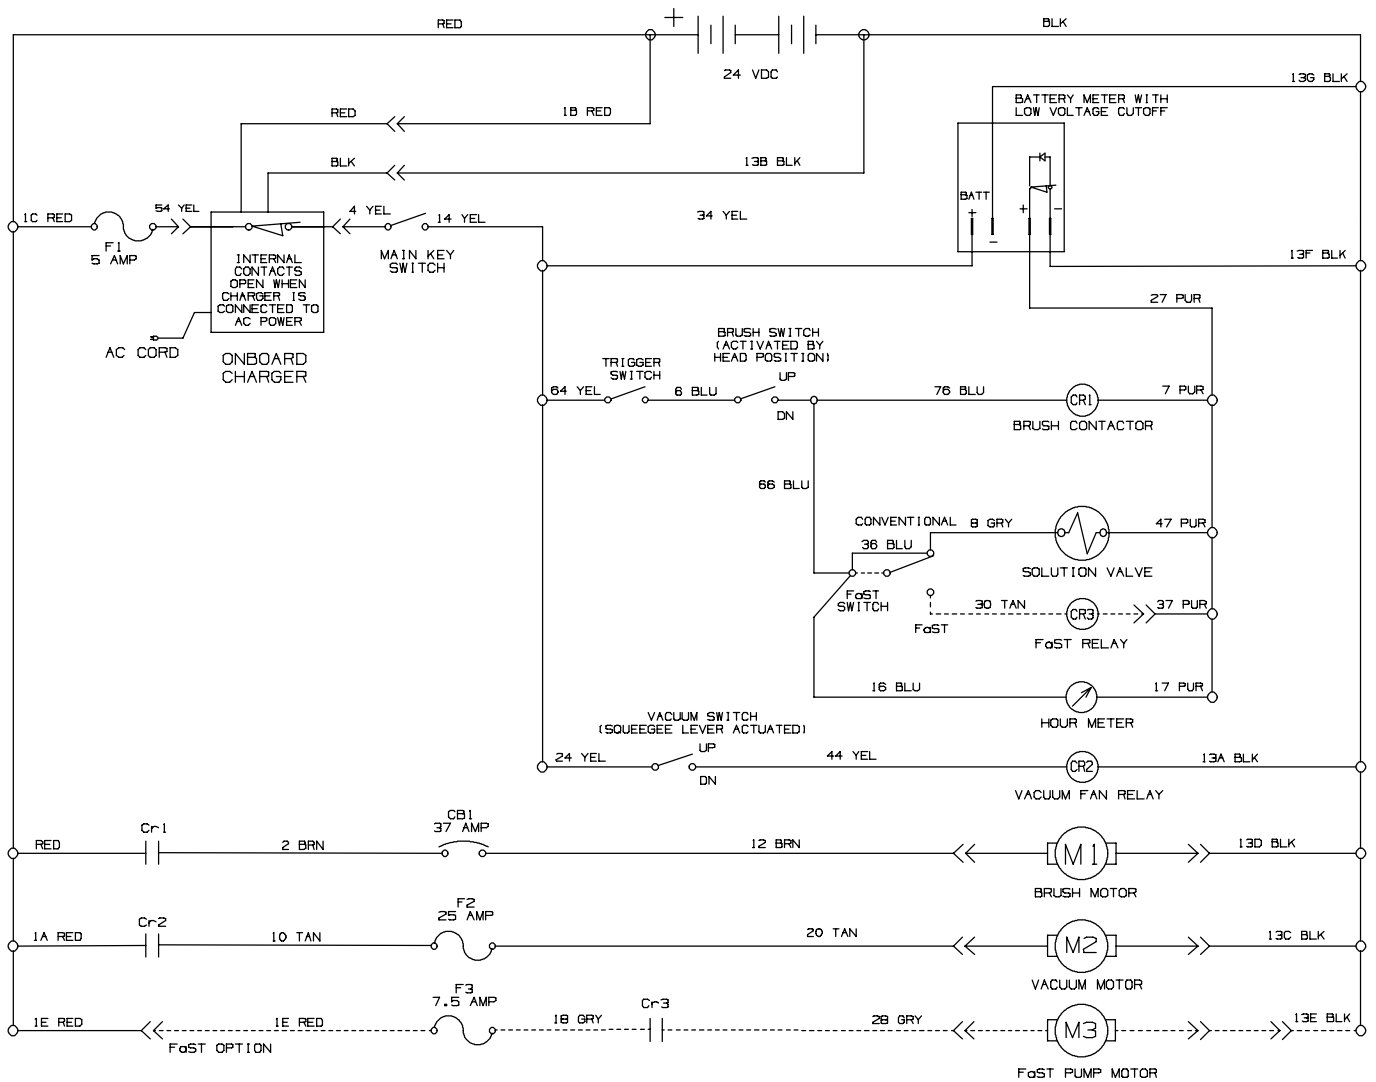 RED
+
BLK
24 VDC
13G BLK
BATTERY METER WITH
LOW VOLTAGE CUTOFF
RED
1B RED
BLK
13B BLK
BATT
+
-
+
-
1C RED
F1
5 AMP
54 YEL
4 YEL
14 YEL
34 YEL
MAIN KEY
SWITCH
13F BLK
INTERNAL
CONTACTS
OPEN WHEN
CHARGER IS
CONNECTED TO
AC POWER
27 PUR
AC CORD
ONBOARD
CHARGER
BRUSH SWITCH
(ACTIVATED BY
HEAD POSITION)
TRIGGER
SWITCH
UP
DN
64 YEL
6 BLU
76 BLU
CR1
7 PUR
BRUSH CONTACTOR
66 BLU
CONVENTIONAL
8 GRY
47 PUR
36 BLU
SOLUTION VALVE
FaST
SWITCH
30 TAN
CR3
37 PUR
FaST
FaST RELAY
16 BLU
17 PUR
HOUR METER
VACUUM SWITCH
(SQUEEGEE LEVER ACTUATED)
UP
DN
24 YEL
44 YEL
CR2
13A BLK
VACUUM FAN RELAY
RED
Cr1
2 BRN
CB1
37 AMP
12 BRN
M1
13D BLK
BRUSH MOTOR
1A RED
Cr2
10 TAN
F2
25 AMP
20 TAN
M2
13C BLK
VACUUM MOTOR
1E RED
1E RED
F3
7.5 AMP
18 GRY
Cr3
28 GRY
M3
13E BLK
FaST OPTION
FaST PUMP MOTOR